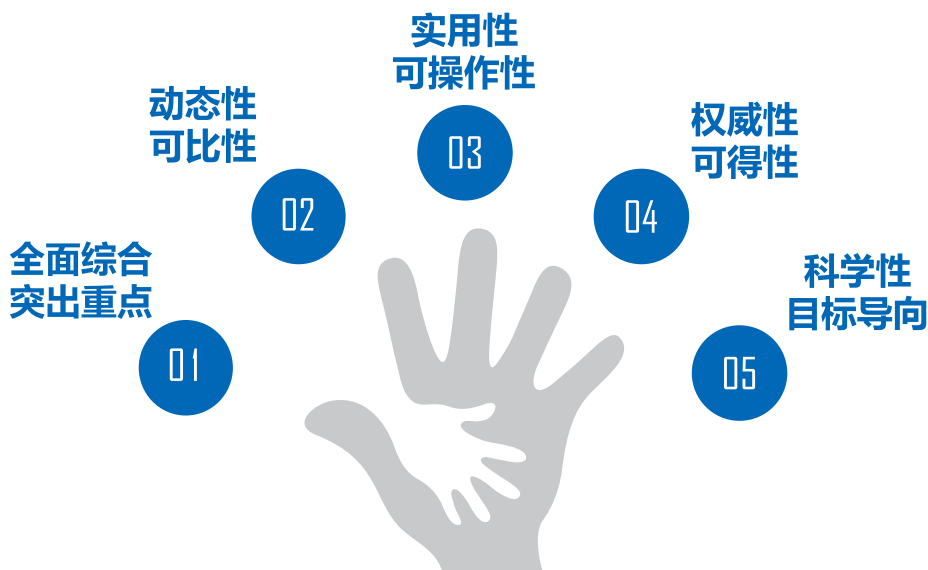 全面综合
突出重点
01
动态性
可比性
02
实用性
可操作性
03
权威性
可得性
04
科学性
目标导向
05